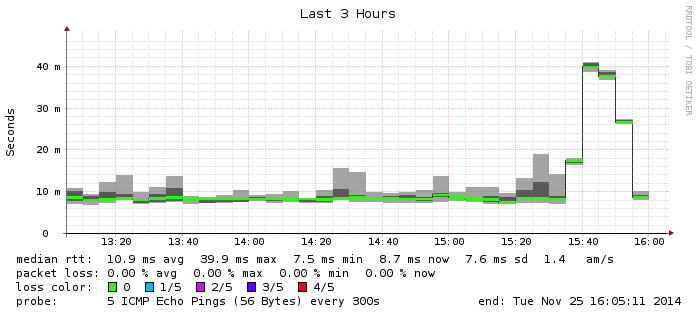 Last 3 Hours
RRDTOOL / TOBI OETIKER
Seconds
40 m
30 m
20 m
10 m
0
13:20 13:40 14:00 14:20 14:40 15:00 15:20 15:40 16:00
median rtt: 10.9 ms avg 39.9 ms max 7.5 ms min 8.7 ms now 7.6 ms sd 1.4 am/s
packet loss: 0.00 % avg 0.00 % max 0.00 % min 0.00 % now
loss color: 0 1/5 2/5 3/5 4/5
probe: 5 ICMP Echo Pings (56 Bytes) every 300s end: Tue Nov 25 16:05:11 2014